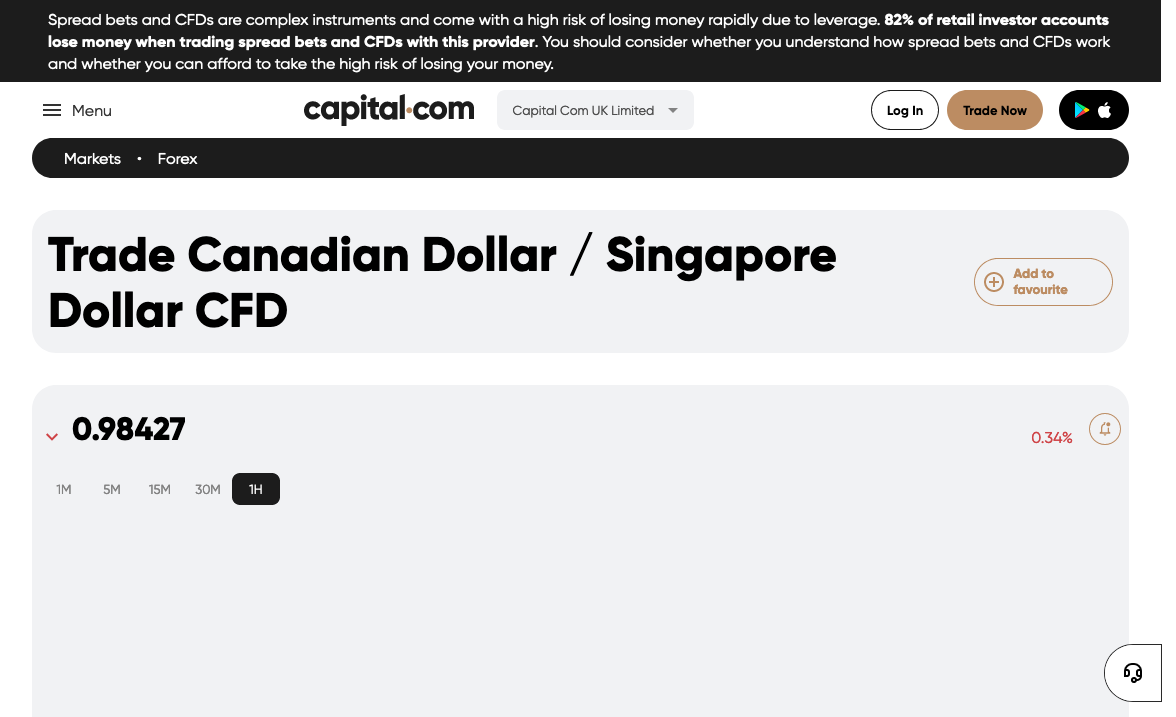 Spread bets and CFDs are complex instruments and come with a high risk of losing money rapidly due to leverage. 82% of retail investor accounts
lose money when trading spread bets and CFDs with this provider. You should consider whether you understand how spread bets and CFDs work
and whether you can afford to take the high risk of losing your money.
Menu
capital.com
Capital Com UK Limited
Log In
Trade Now
Markets • Forex
Trade Canadian Dollar / Singapore
Dollar CFD
Add to
favourite
0.98427
0.34%
1M 5M 15M 30M 1H